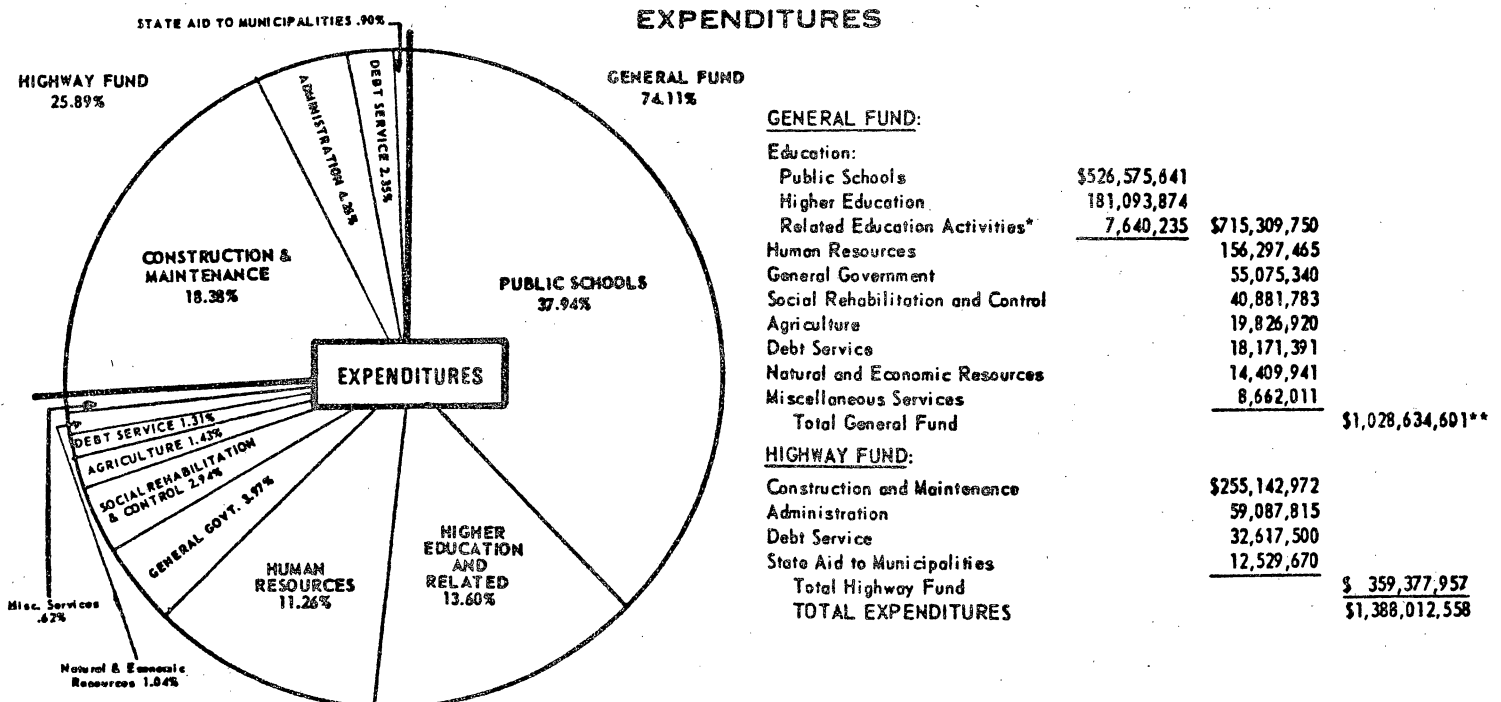 EXPENDITURES
STATE AID TO MUNICIPALITIES .90%
HIGHWAY FUND
25.89%
GENERAL FUND
74.11%
DEBT SERVICE 2.35%
ADMINISTRATION 4.26%
CONSTRUCTION &
MAINTENANCE
18.38%
PUBLIC SCHOOLS
37.94%
EXPENDITURES
DEBT SERVICE 1.31%
AGRICULTURE 1.43%
SOCIAL REHABILITATION
& CONTROL 2.94%
GENERAL GOVT. 3.97%
HUMAN
RESOURCES
11.26%
HIGHER
EDUCATION
AND
RELATED
13.60%
Misc. Services
.62%
Natural & Economic
Resources 1.04%
GENERAL FUND:
Education:
Public Schools $526,575,641
Higher Education 181,093,874
Related Education Activities* 7,640,235 $715,309,750
Human Resources 156,297,465
General Government 55,075,340
Social Rehabilitation and Control 40,881,783
Agriculture 19,826,920
Debt Service 18,171,391
Natural and Economic Resources 14,409,941
Miscellaneous Services 8,662,011
Total General Fund $1,028,634,601**
HIGHWAY FUND:
Construction and Maintenance $255,142,972
Administration 59,087,815
Debt Service 32,617,500
State Aid to Municipalities 12,529,670
Total Highway Fund $ 359,377,957
TOTAL EXPENDITURES $1,388,012,558